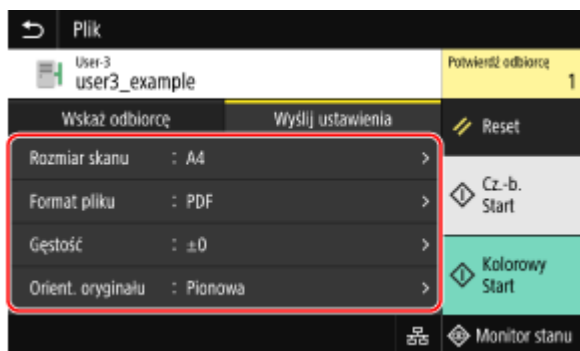 Plik
User-3
user3_example
Potwierdź odbiorcę
1
Wskaż odbiorcę
Wyślij ustawienia
Reset
Rozmiar skanu : A4
Format pliku : PDF
Gęstość : ±0
Orient. oryginału : Pionowa
Cz.-b.
Start
Kolorowy
Start
Monitor stanu